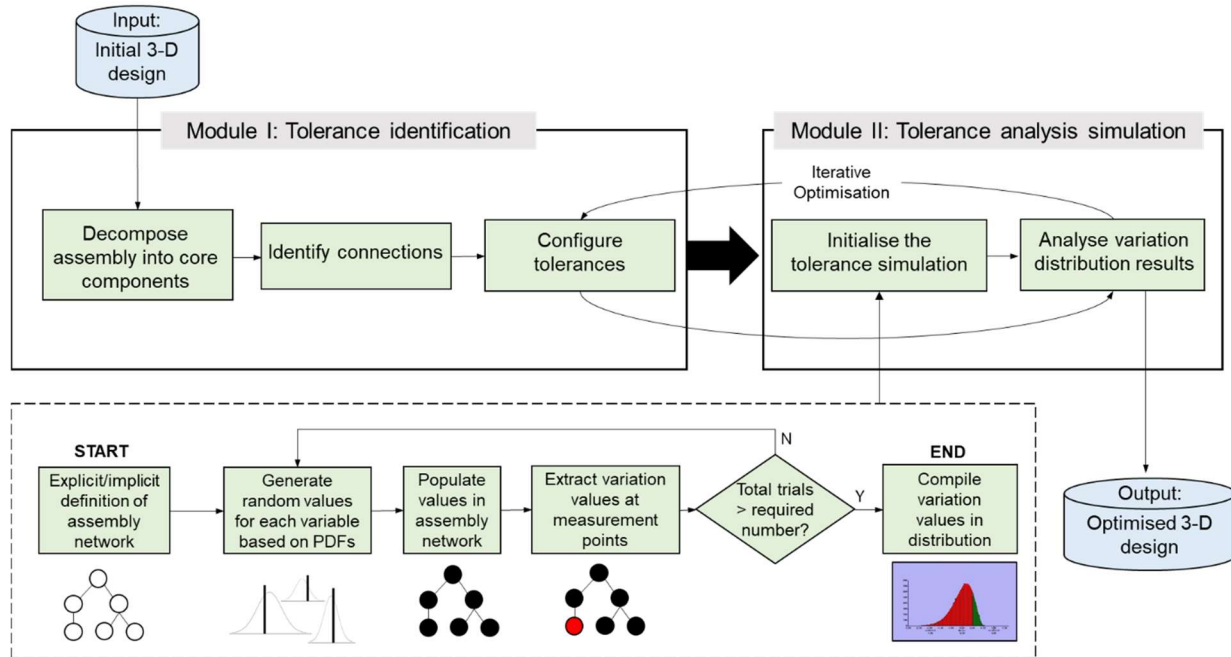 Input:
Initial 3-D
design
Module I: Tolerance identification
Module II: Tolerance analysis simulation
Iterative
Optimisation
Decompose
assembly into core
components
Identify connections
Configure
tolerances
Initialise the
tolerance simulation
Analyse variation
distribution results
START
Explicit/implicit
definition of
assembly
network
Generate
random values
for each variable
based on PDFs
Populate
values in
assembly
network
Extract variation
values at
measurement
points
N
Total trials
> required
number?
Y
END
Compile
variation
values in
distribution
Output:
Optimised 3-D
design